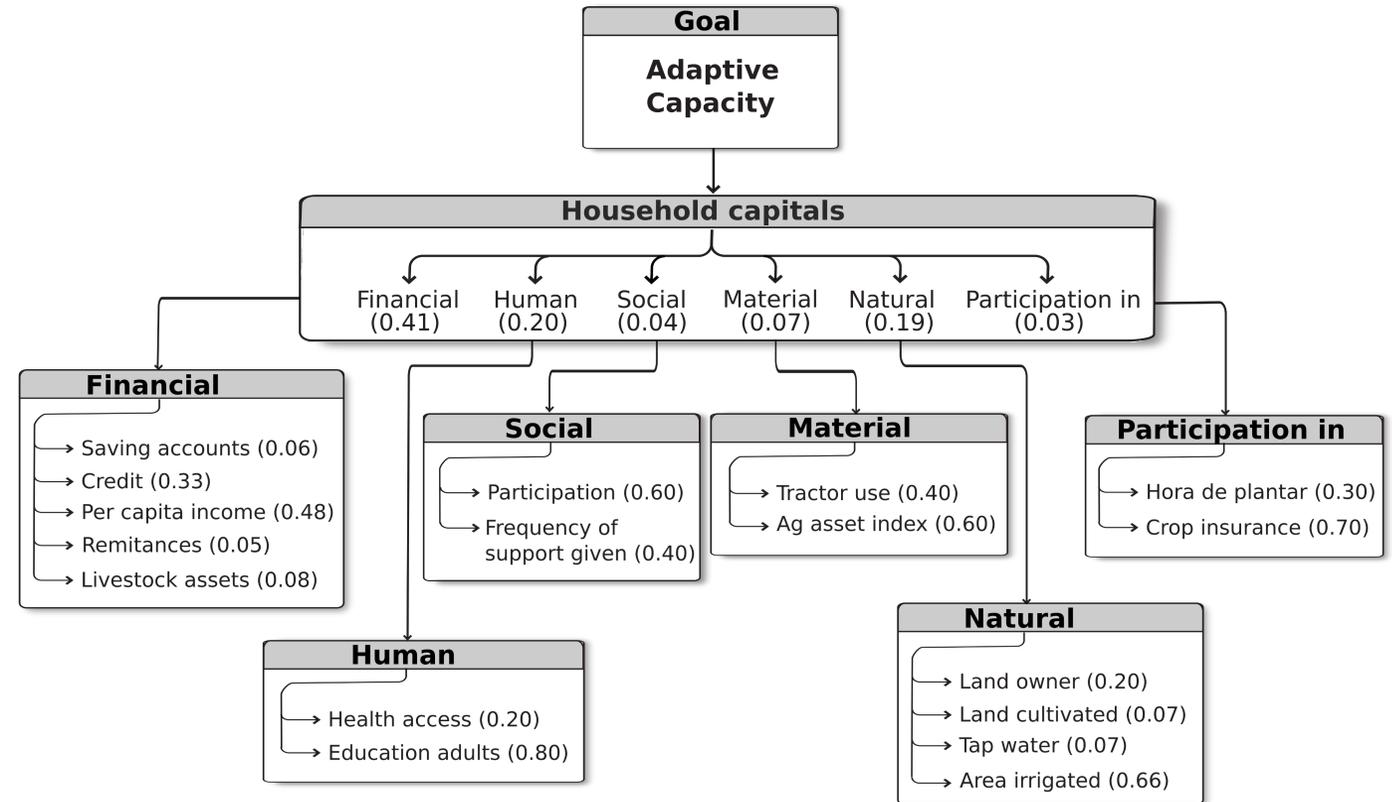 Goal
Adaptive
Capacity
Household capitals
Financial
(0.41)
Human
(0.20)
Social
(0.04)
Material
(0.07)
Natural
(0.19)
Participation in
(0.03)
Financial
Saving accounts (0.06)
Credit (0.33)
Per capita income (0.48)
Remitances (0.05)
Livestock assets (0.08)
Social
Participation (0.60)
Frequency of
support given (0.40)
Material
Tractor use (0.40)
Ag asset index (0.60)
Participation in
Hora de plantar (0.30)
Crop insurance (0.70)
Human
Health access (0.20)
Education adults (0.80)
Natural
Land owner (0.20)
Land cultivated (0.07)
Tap water (0.07)
Area irrigated (0.66)